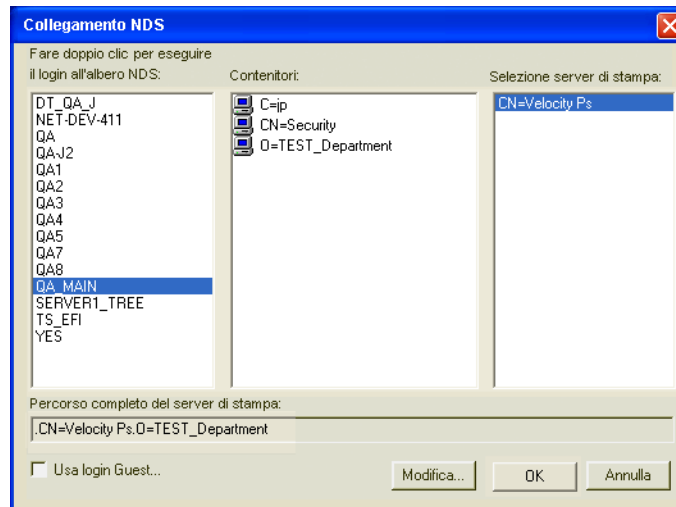 Collegamento NDS
Fare doppio clic per eseguire
il login all'albero NDS:
Contenitori:
Selezione server di stampa:
DT_QA_J
NET-DEV-411
QA
QA-J2
QA1
QA2
QA3
QA4
QA5
QA7
QA8
QA_MAIN
SERVER1_TREE
TS_EFI
YES
C=jp
CN=Security
O=TEST_Department
CN=Velocity Ps
Percorso completo del server di stampa:
.CN=Velocity Ps.O=TEST_Department
Usa login Guest...
Modifica...
OK
Annulla